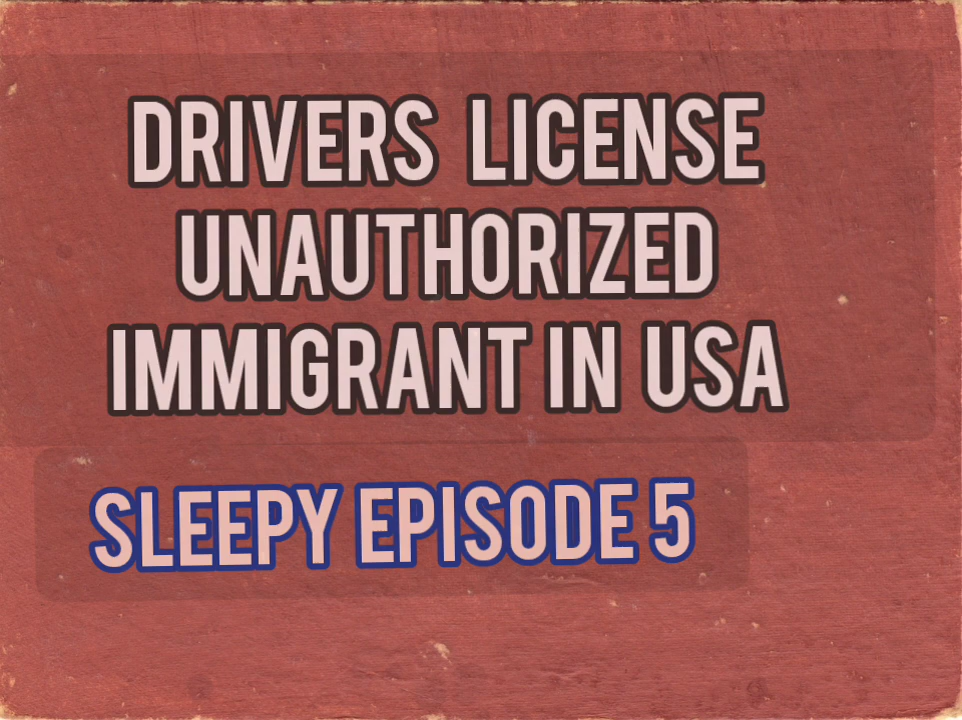 DRIVERS LICENSE
UNAUTHORIZED
IMMIGRANT IN USA
SLEEPY EPISODE 5